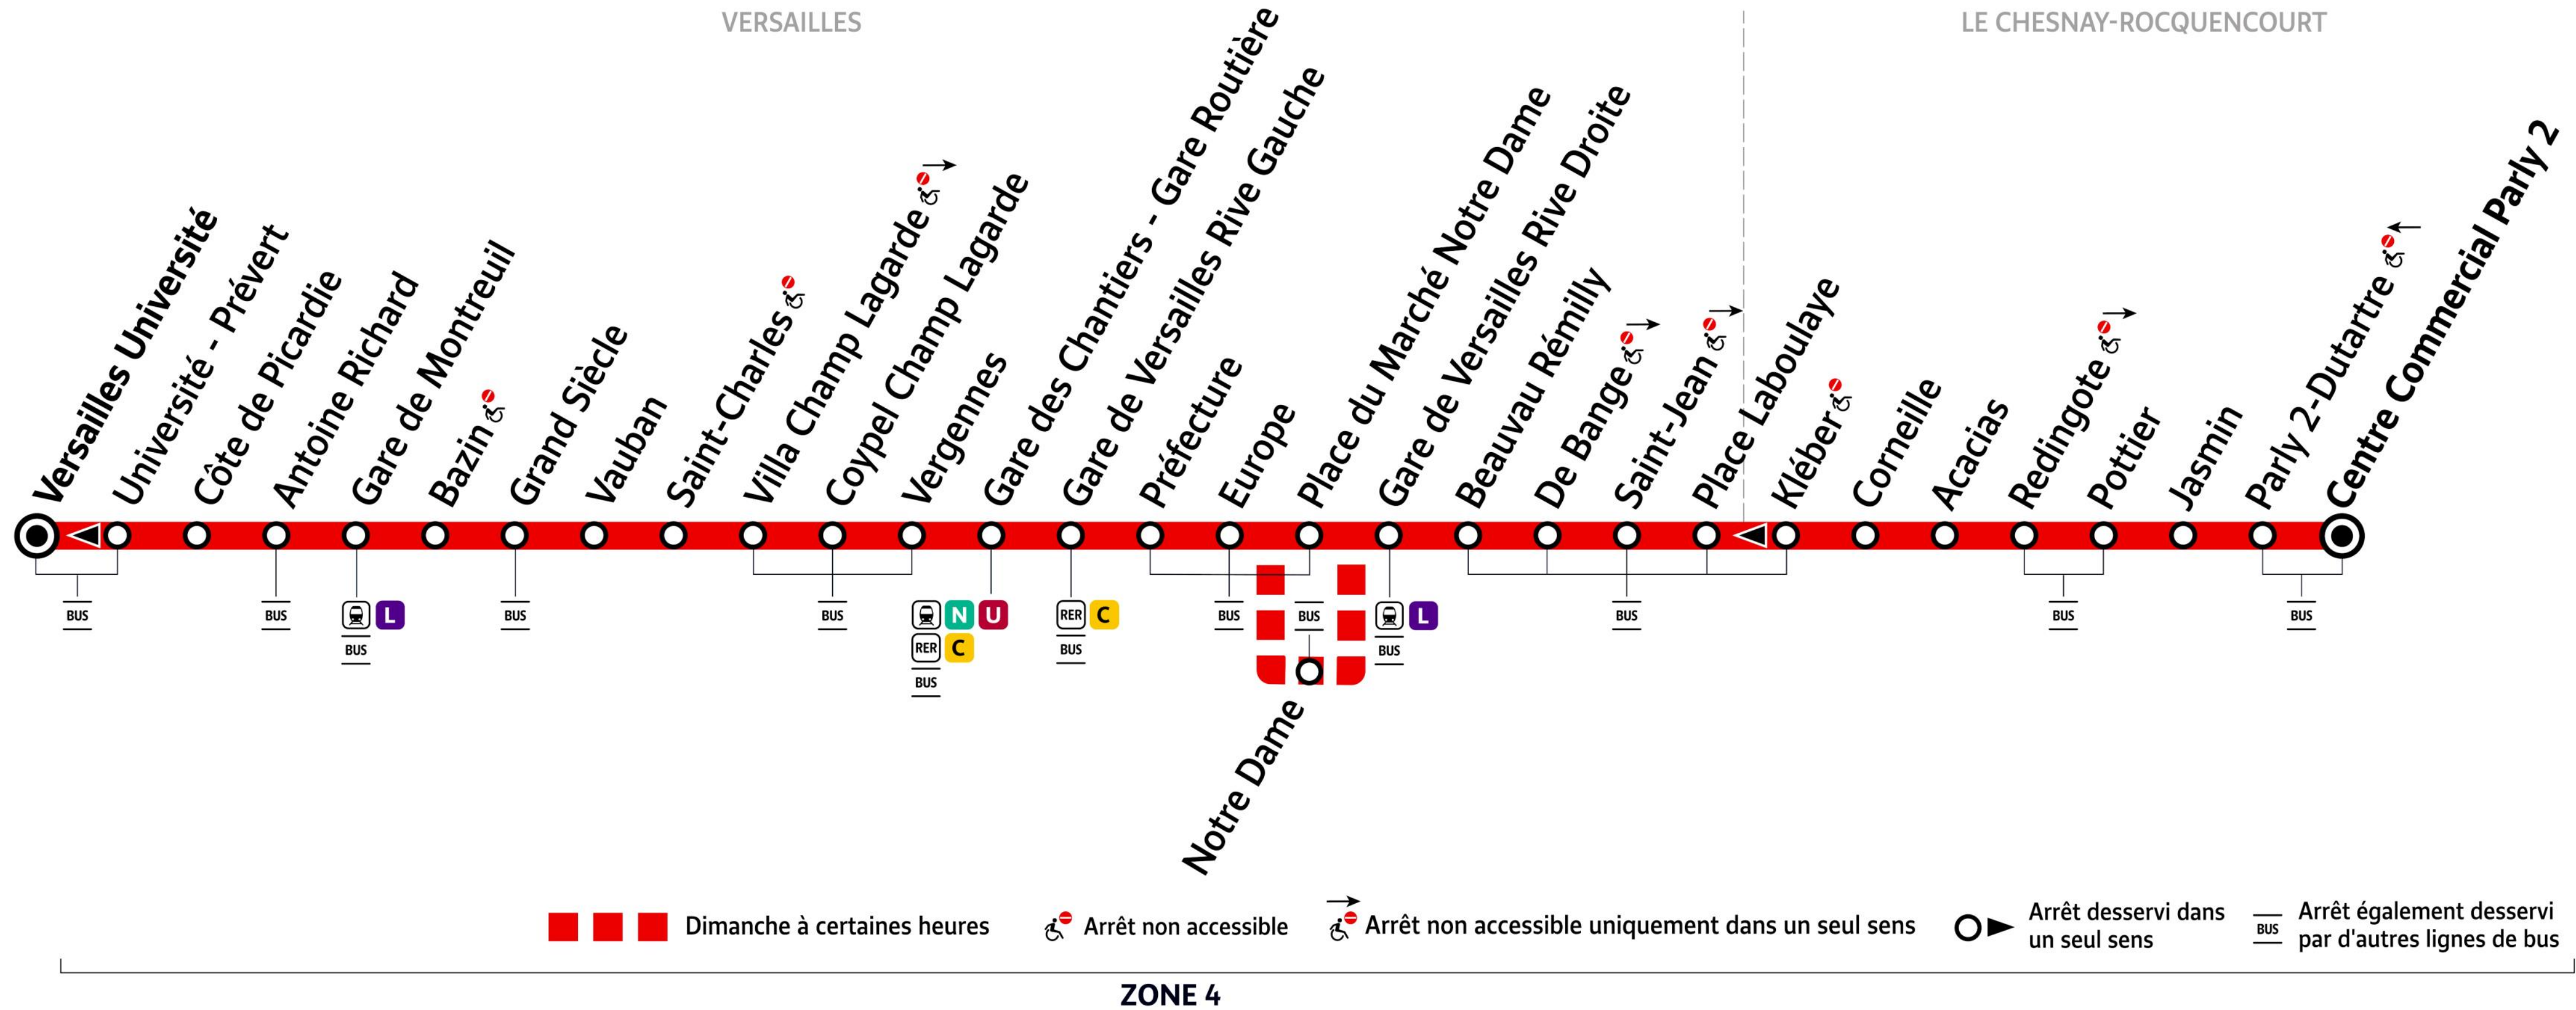 VERSAILLES
LE CHESNAY-ROCQUENCOURT
Versailles Université
Université - Prévert
Côte de Picardie
Antoine Richard
Gare de Montreuil
Bazin
Grand Siècle
Vauban
Saint-Charles
Villa Champ Lagarde
Coypel Champ Lagarde
Vergennes
Gare des Chantiers - Gare Routière
Gare de Versailles Rive Gauche
Préfecture
Europe
Place du Marché Notre Dame
Gare de Versailles Rive Droite
Beauvau Rémilly
De Bange
Saint-Jean
Place Laboulaye
Kléber
Corneille
Acacias
Redingote
Pottier
Jasmin
Parly 2-Dutartre
Centre Commercial Parly 2
BUS
BUS
L
BUS
BUS
BUS
N U
RER C
BUS
RER C
BUS
BUS
BUS
L
BUS
BUS
BUS
BUS
Notre Dame
Dimanche à certaines heures
Arrêt non accessible
Arrêt non accessible uniquement dans un seul sens
Arrêt desservi dans
un seul sens
BUS
Arrêt également desservi
par d'autres lignes de bus
ZONE 4